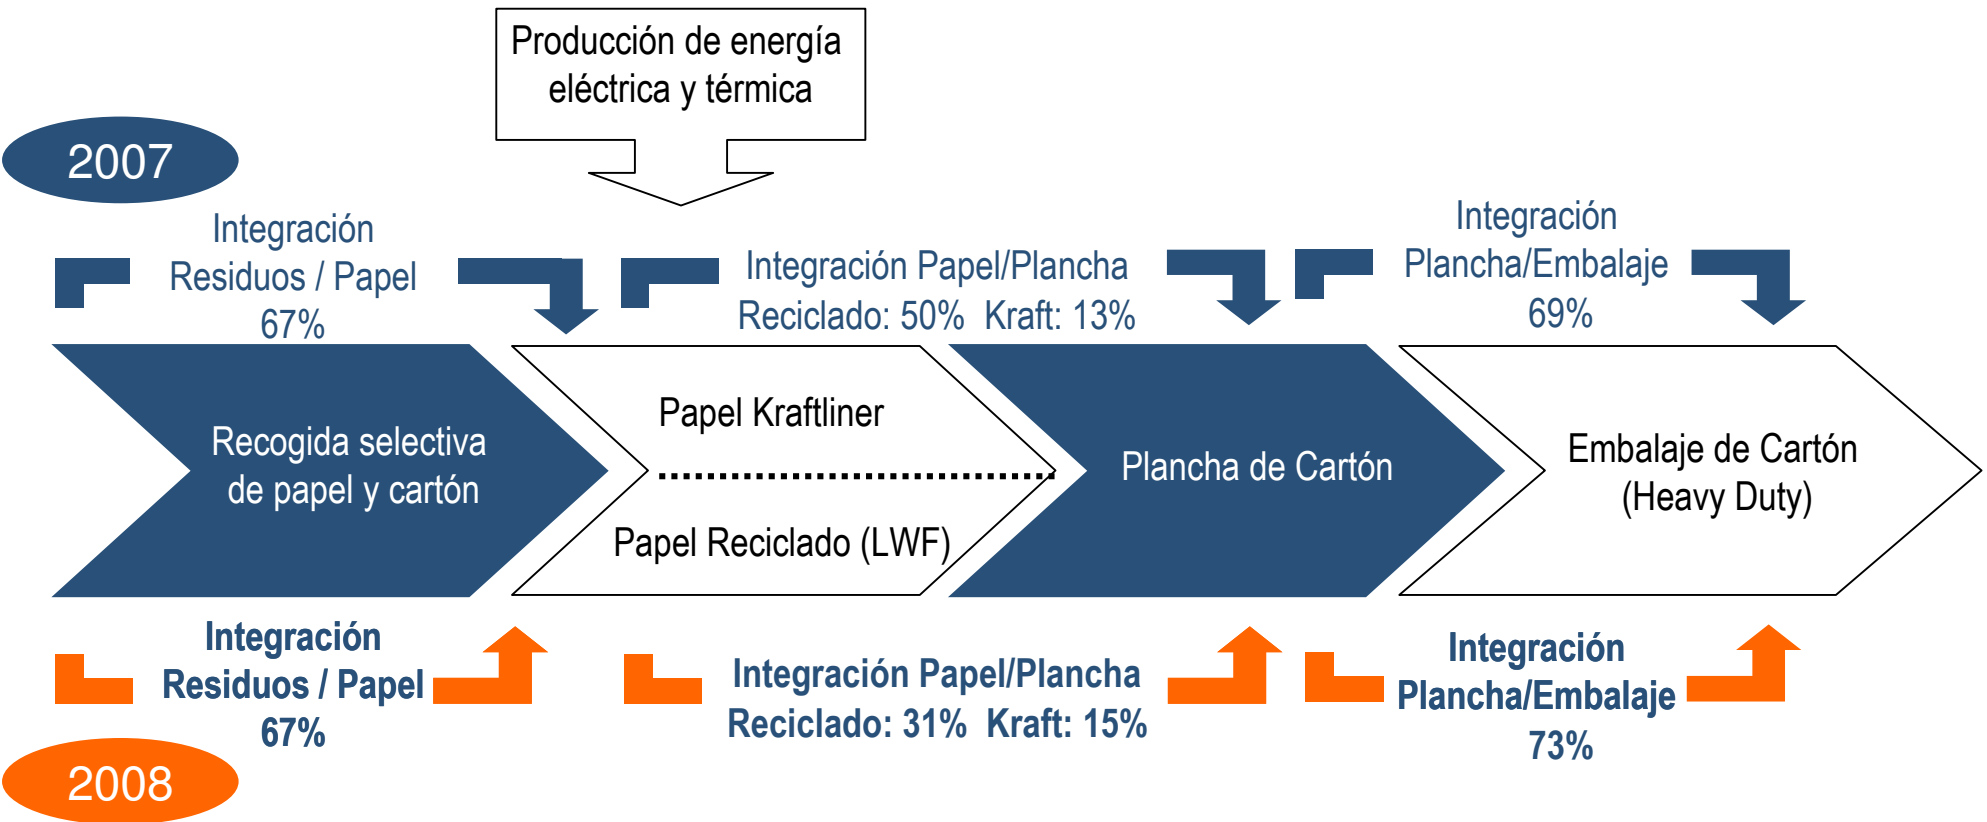 Producción de energía
eléctrica y térmica
2007
Integración
Residuos / Papel
67%
Integración Papel/Plancha
Reciclado: 50%  Kraft: 13%
Integración
Plancha/Embalaje
69%
Recogida selectiva
de papel y cartón
Papel Kraftliner
Papel Reciclado (LWF)
Plancha de Cartón
Embalaje de Cartón
(Heavy Duty)
Integración
Residuos / Papel
67%
Integración Papel/Plancha
Reciclado: 31%  Kraft: 15%
Integración
Plancha/Embalaje
73%
2008